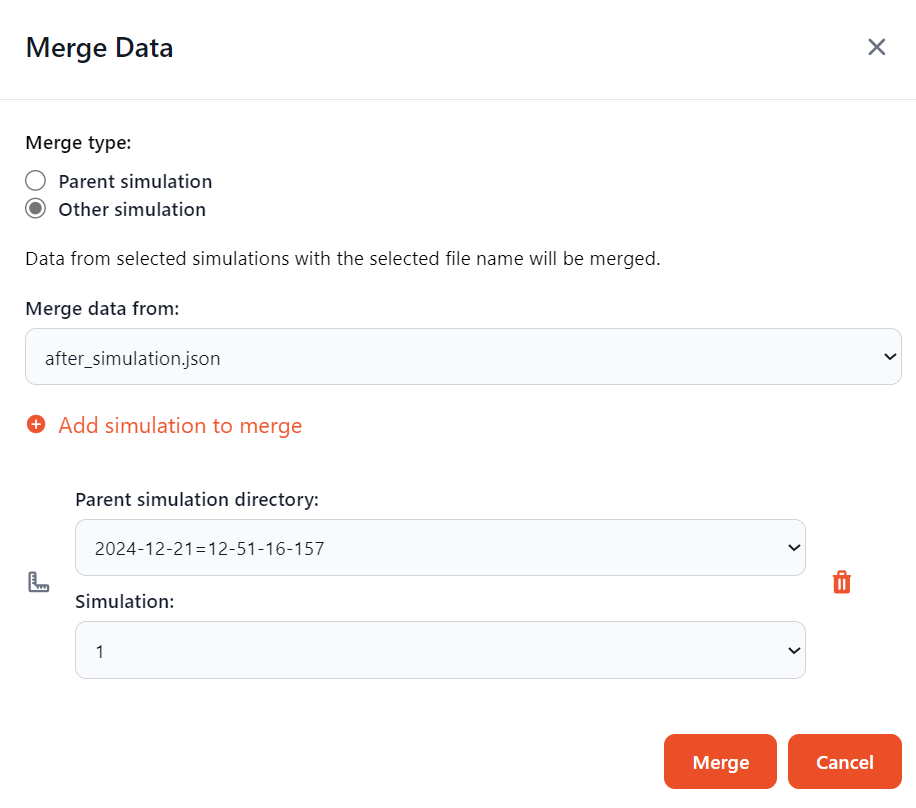 Merge Data
Merge type:
Parent simulation
Other simulation
Data from selected simulations with the selected file name will be merged.
Merge data from:
after_simulation.json
Add simulation to merge
Parent simulation directory:
2024-12-21=12-51-16-157
Simulation:
1
Merge
Cancel